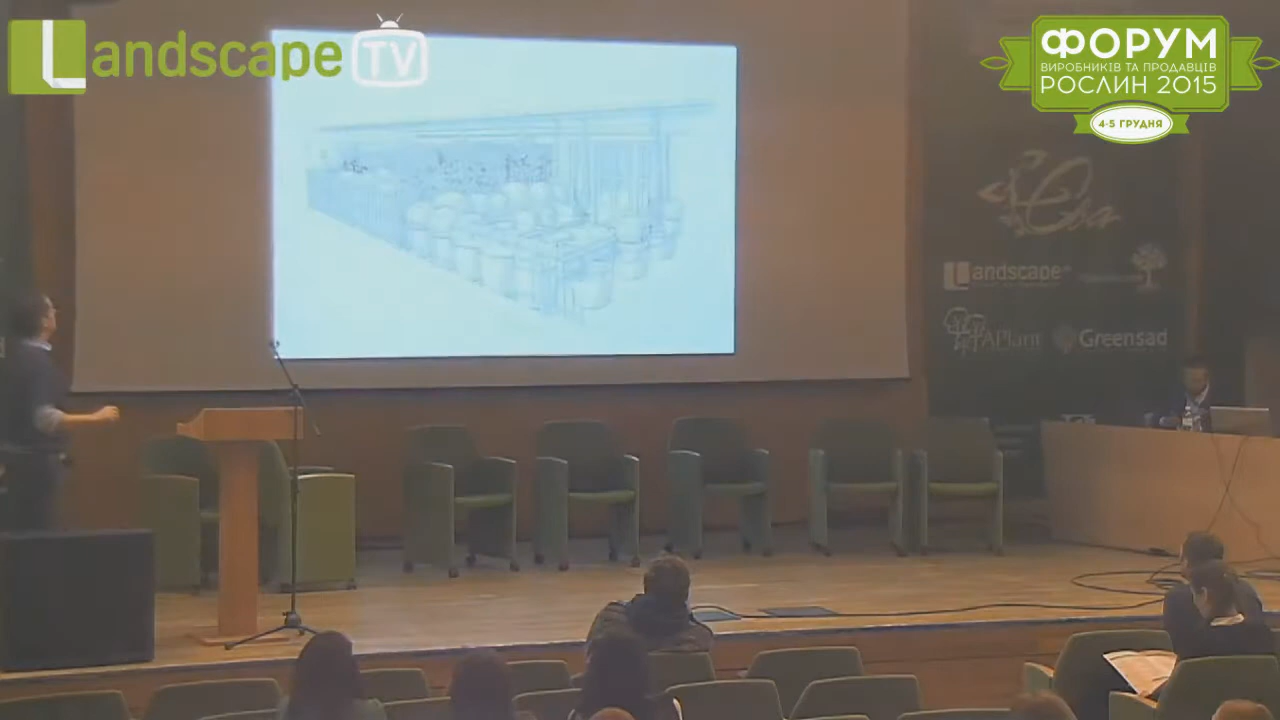 Landscape TV
ФОРУМ
ВИРОБНИКІВ ТА ПРОДАВЦІВ
РОСЛИН 2015
4-5 ГРУДНЯ
Landscape
APlant
Greensad